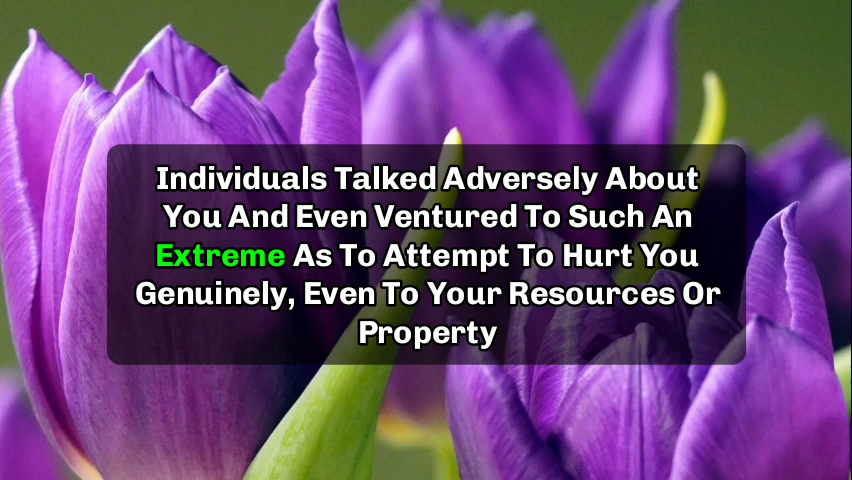 Individuals Talked Adversely About
You And Even Ventured To Such An
Extreme As To Attempt To Hurt You
Genuinely, Even To Your Resources Or
Property